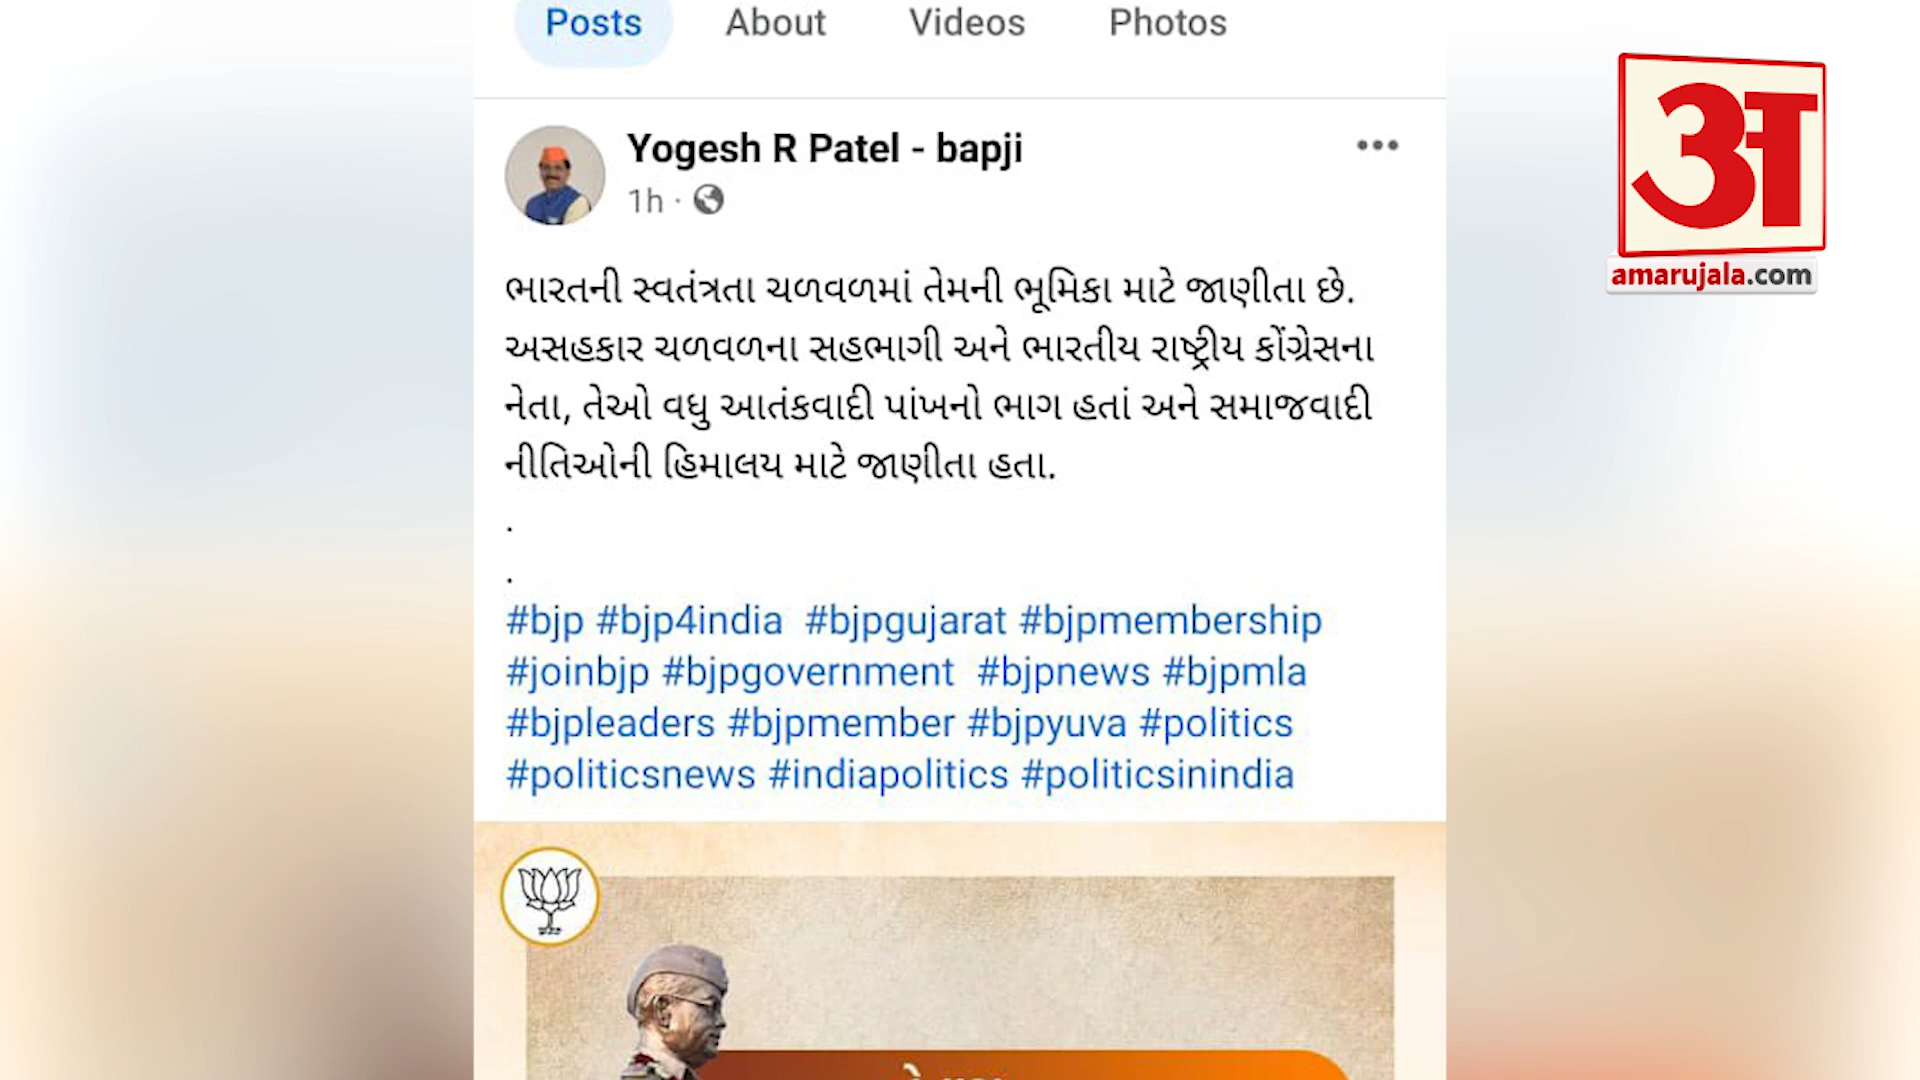 Posts About Videos Photos
अ
amarujala.com
Yogesh R Patel - bapji
1h ·
ભારતની સ્વતંત્રતા ચળવળમાં તેમની ભૂમિકા માટે જાણીતા છે.
અસહકાર ચળવળના સહભાગી અને ભારતીય રાષ્ટ્રીય કોંગ્રેસના
નેતા, તેઓ વધુ આતંકવાદી પાંખનો ભાગ હતાં અને સમાજવાદી
નીતિઓની હિમાલય માટે જાણીતા હતા.
.
.
#bjp #bjp4india #bjpgujarat #bjpmembership
#joinbjp #bjpgovernment #bjpnews #bjpmla
#bjpleaders #bjpmember #bjpyuva #politics
#politicsnews #indiapolitics #politicsinindia